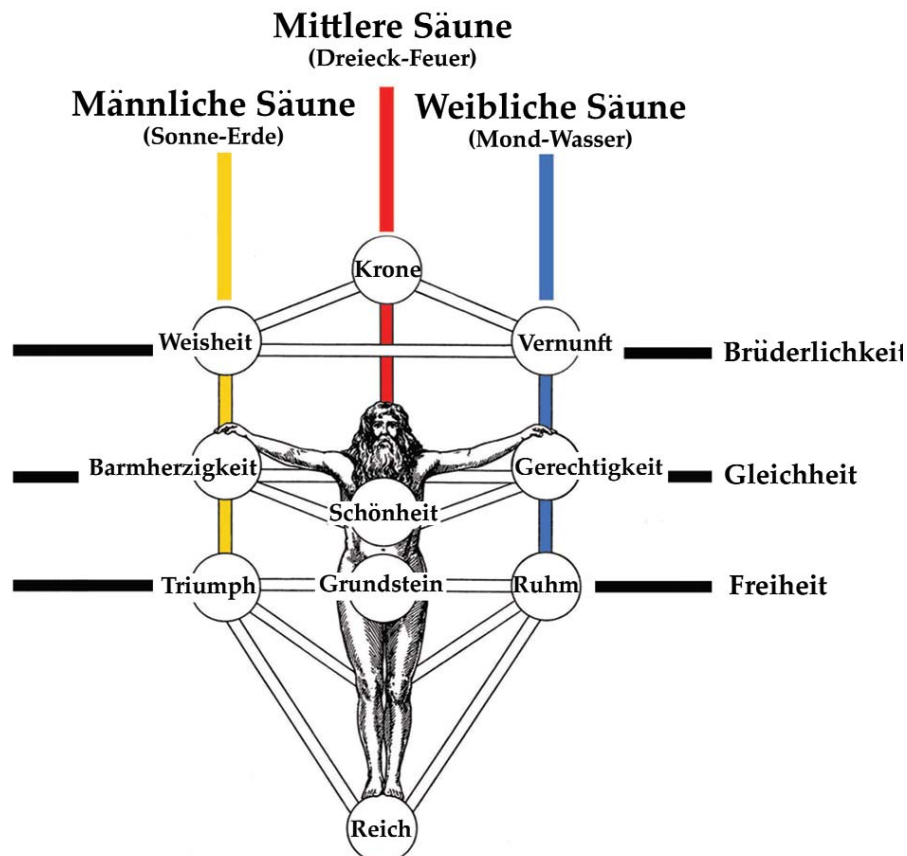 Mittlere Säune
(Dreieck-Feuer)
Männliche Säune
(Sonne-Erde)
Weibliche Säune
(Mond-Wasser)
Krone
Weisheit
Vernunft
Brüderlichkeit
Barmherzigkeit
Gerechtigkeit
Gleichheit
Schönheit
Triumph
Grundstein
Ruhm
Freiheit
Reich